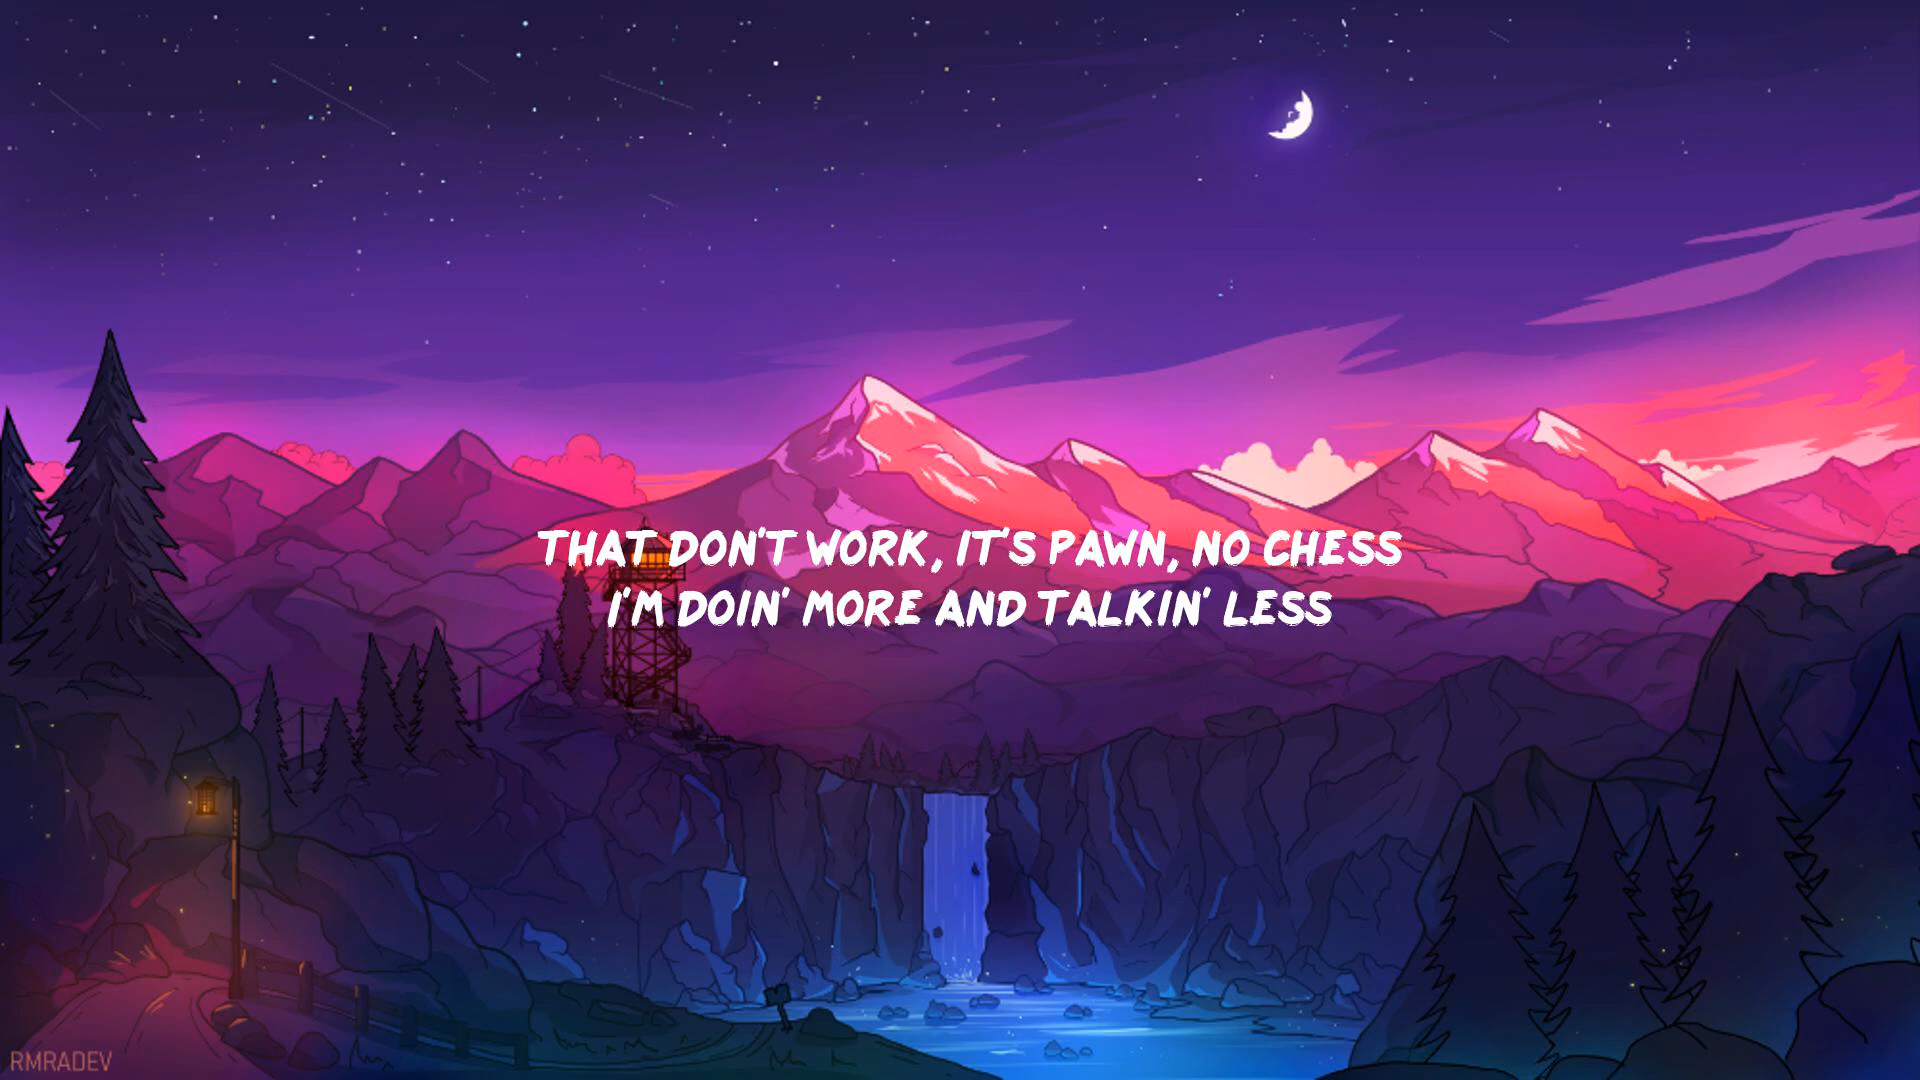 THAT DON'T WORK, IT'S PAWN, NO CHESS
I'M DOIN' MORE AND TALKIN' LESS
RMRADEV